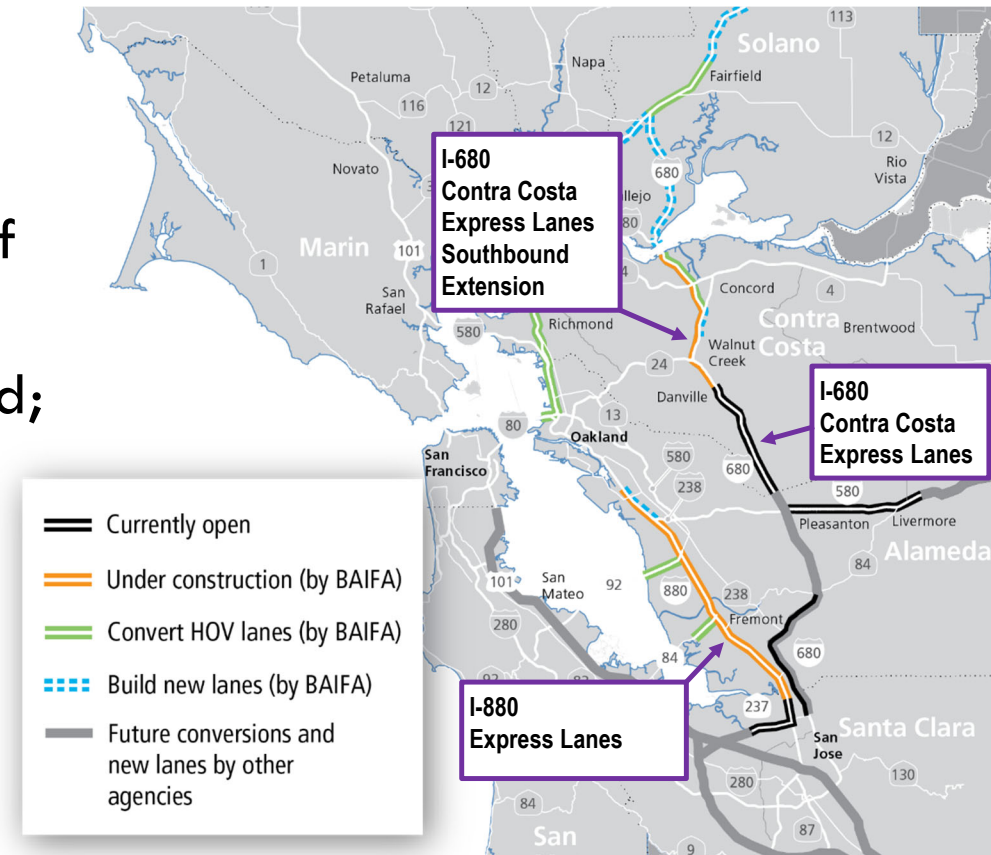 113
Solano
Napa
Fairfield
Petaluma
12
116
121
12
I-680
Contra Costa
Express Lanes
Southbound
Extension
Rio
Vista
Novato
680
80
Marin
101
1
4
Concord
4
San
Rafael
Contra
Costa
Brentwood
580
Richmond
Walnut
Creek
24
Danville
I-680
Contra Costa
Express Lanes
f
d;
13
80
Oakland
San
Francisco
580
680
238
580
Pleasanton
Livermore
Alameda
84
Currently open
Under construction (by BAIFA)
Convert HOV lanes (by BAIFA)
Build new lanes (by BAIFA)
Future conversions and
new lanes by other
agencies
101
San
Mateo
92
880
238
280
Fremont
84
680
92
I-880
Express Lanes
237
Santa Clara
San
Jose
280
130
84
87
San
9